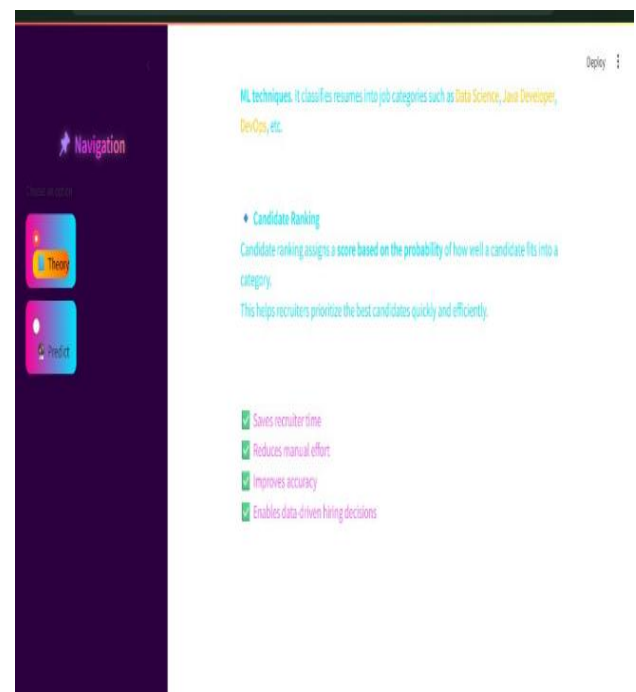 Deploy
ML techniques. It classifies resumes into job categories such as Data Science, Java Developer,
DevOps, etc.
Navigation
Choose an option
Theory
Predict
Candidate Ranking
Candidate ranking assigns a score based on the probability of how well a candidate fits into a
category.
This helps recruiters prioritize the best candidates quickly and efficiently.
Saves recruiter time
Reduces manual effort
Improves accuracy
Enables data-driven hiring decisions